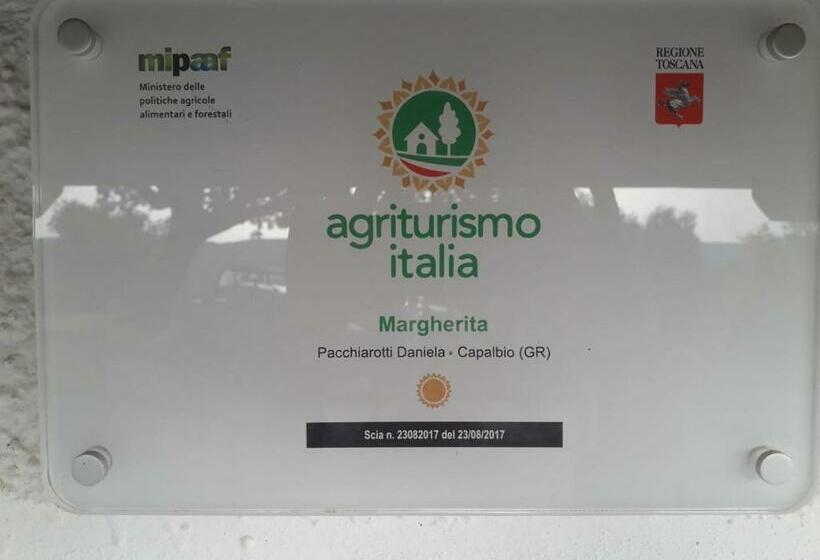 mipaaf
Ministero delle
politiche agricole
alimentari e forestali
REGIONE
TOSCANA
agriturismo
italia
Margherita
Pacchiarotti Daniela • Capalbio (GR)
Scia n. 23082017 del 23/08/2017